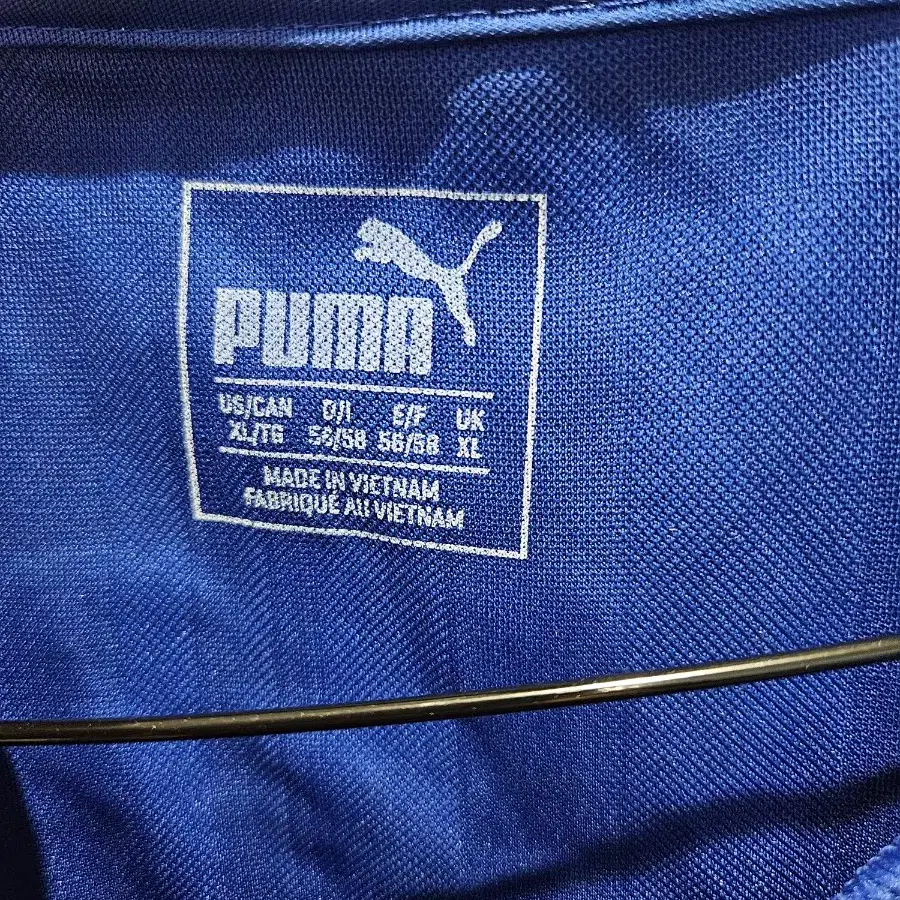 PUMA
US/CAN D/I E/F UK
XL/TG 56/58 56/58 XL
MADE IN VIETNAM
FABRIQUÉ AU VIETNAM